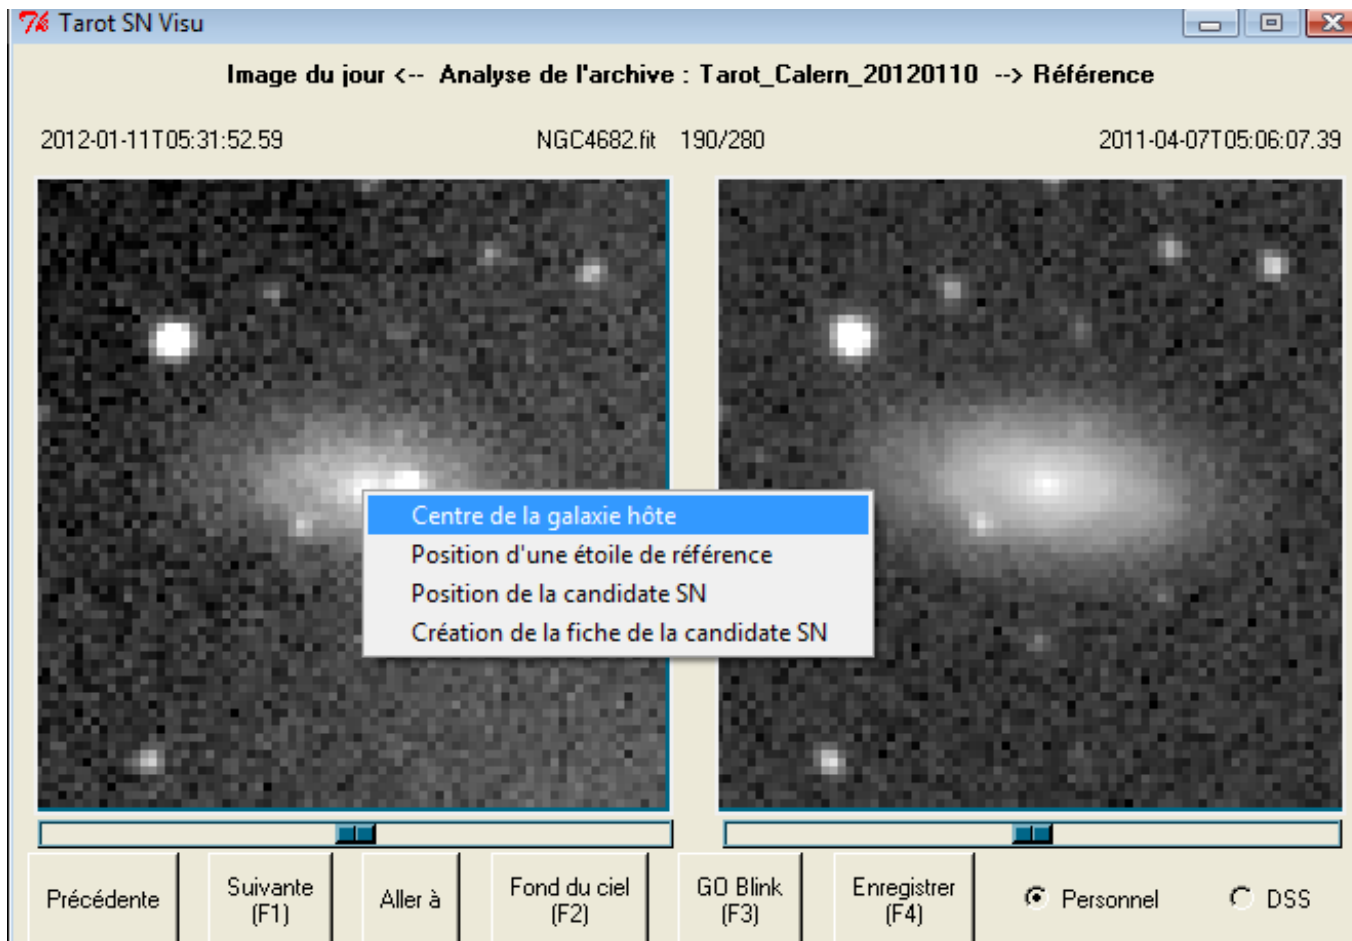 Tarot SN Visu
Image du jour <-- Analyse de l'archive : Tarot_Calern_20120110 --> Référence
2012-01-11T05:31:52.59 NGC4682.fit 190/280 2011-04-07T05:06:07.39
Centre de la galaxie hôte
Position d'une étoile de référence
Position de la candidate SN
Création de la fiche de la candidate SN
Précédente
Suivante
(F1)
Aller à
Fond du ciel
(F2)
GO Blink
(F3)
Enregistrer
(F4)
Personnel
DSS